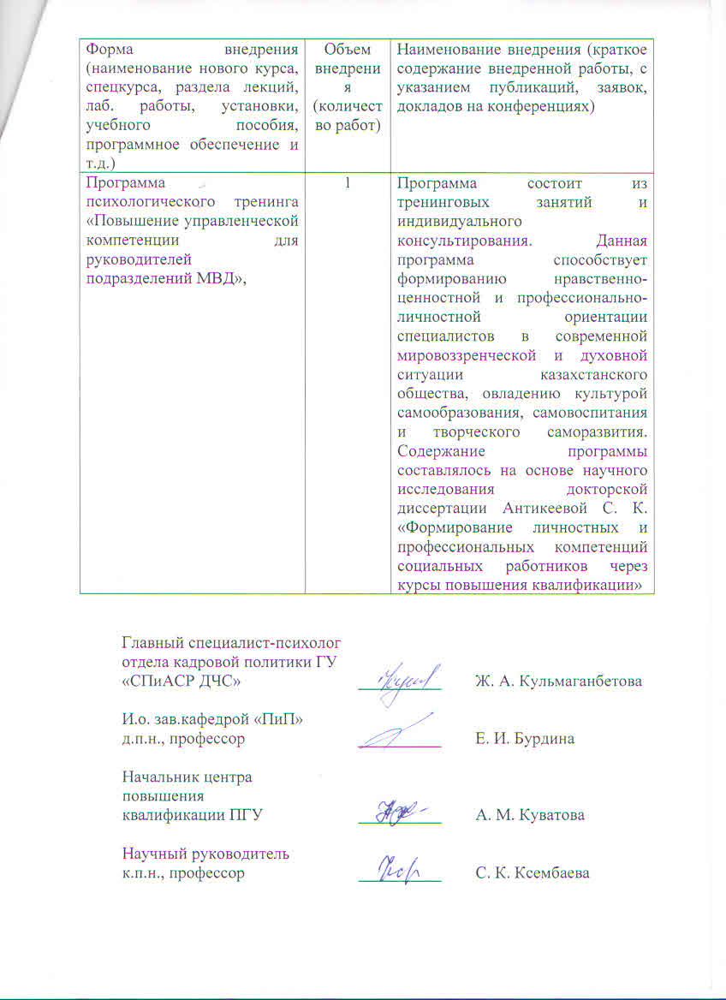 Форма внедрения
(наименование нового курса,
спецкурса, раздела лекций,
лаб. работы, установки,
учебного пособия,
программное обеспечение и
т.д.)
Объем
внедрени
я
(количест
во работ)
Наименование внедрения (краткое
содержание внедренной работы, с
указанием публикаций, заявок,
докладов на конференциях)
Программа
психологического тренинга
«Повышение управленческой
компетенции для
руководителей
подразделений МВД»,
1
Программа состоит из
тренинговых занятий и
индивидуального
консультирования. Данная
программа способствует
формированию нравственно-
ценностной и профессионально-
личностной ориентации
специалистов в современной
мировоззренческой и духовной
ситуации казахстанского
общества, овладению культурой
самообразования, самовоспитания
и творческого саморазвития.
Содержание программы
составлялось на основе научного
исследования докторской
диссертации Антикеевой С. К.
«Формирование личностных и
профессиональных компетенций
социальных работников через
курсы повышения квалификации»
Главный специалист-психолог
отдела кадровой политики ГУ
«СПиАСР ДЧС» Ж. А. Кульмаганбетова
И.о. зав.кафедрой «ПиП»
д.п.н., профессор Е. И. Бурдина
Начальник центра
повышения
квалификации ПГУ А. М. Куватова
Научный руководитель
к.п.н., профессор С. К. Ксембаева